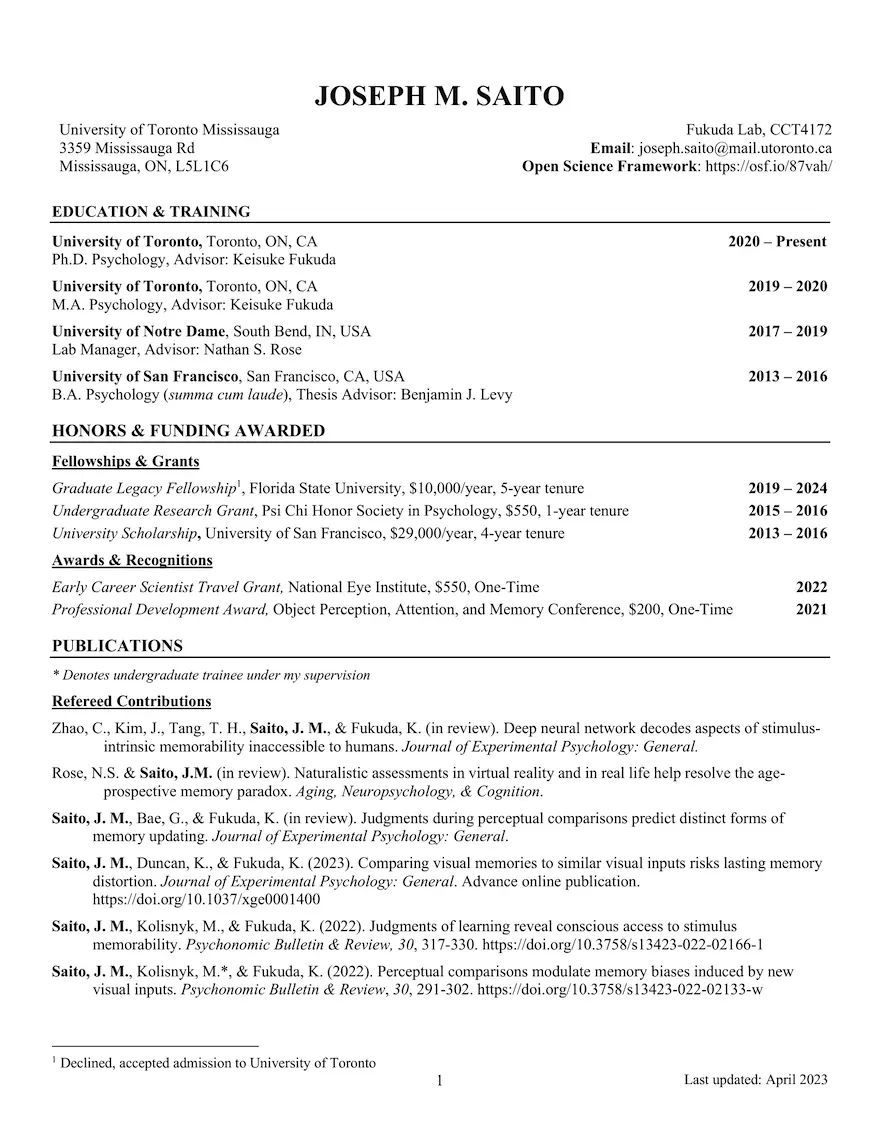 JOSEPH M. SAITO
University of Toronto Mississauga
3359 Mississauga Rd
Mississauga, ON, L5L1C6
Fukuda Lab, CCT4172
Email: joseph.saito@mail.utoronto.ca
Open Science Framework: https://osf.io/87vah/
EDUCATION & TRAINING
University of Toronto, Toronto, ON, CA 2020 – Present
Ph.D. Psychology, Advisor: Keisuke Fukuda
University of Toronto, Toronto, ON, CA 2019 – 2020
M.A. Psychology, Advisor: Keisuke Fukuda
University of Notre Dame, South Bend, IN, USA 2017 – 2019
Lab Manager, Advisor: Nathan S. Rose
University of San Francisco, San Francisco, CA, USA 2013 – 2016
B.A. Psychology (summa cum laude), Thesis Advisor: Benjamin J. Levy
HONORS & FUNDING AWARDED
Fellowships & Grants
Graduate Legacy Fellowship¹, Florida State University, $10,000/year, 5-year tenure 2019 – 2024
Undergraduate Research Grant, Psi Chi Honor Society in Psychology, $550, 1-year tenure 2015 – 2016
University Scholarship, University of San Francisco, $29,000/year, 4-year tenure 2013 – 2016
Awards & Recognitions
Early Career Scientist Travel Grant, National Eye Institute, $550, One-Time 2022
Professional Development Award, Object Perception, Attention, and Memory Conference, $200, One-Time 2021
PUBLICATIONS
* Denotes undergraduate trainee under my supervision
Refereed Contributions
Zhao, C., Kim, J., Tang, T. H., Saito, J. M., & Fukuda, K. (in review). Deep neural network decodes aspects of stimulus-
intrinsic memorability inaccessible to humans. Journal of Experimental Psychology: General.
Rose, N.S. & Saito, J.M. (in review). Naturalistic assessments in virtual reality and in real life help resolve the age-
prospective memory paradox. Aging, Neuropsychology, & Cognition.
Saito, J. M., Bae, G., & Fukuda, K. (in review). Judgments during perceptual comparisons predict distinct forms of
memory updating. Journal of Experimental Psychology: General.
Saito, J. M., Duncan, K., & Fukuda, K. (2023). Comparing visual memories to similar visual inputs risks lasting memory
distortion. Journal of Experimental Psychology: General. Advance online publication.
https://doi.org/10.1037/xge0001400
Saito, J. M., Kolisnyk, M., & Fukuda, K. (2022). Judgments of learning reveal conscious access to stimulus
memorability. Psychonomic Bulletin & Review, 30, 317-330. https://doi.org/10.3758/s13423-022-02166-1
Saito, J. M., Kolisnyk, M.*, & Fukuda, K. (2022). Perceptual comparisons modulate memory biases induced by new
visual inputs. Psychonomic Bulletin & Review, 30, 291-302. https://doi.org/10.3758/s13423-022-02133-w
¹ Declined, accepted admission to University of Toronto
1
Last updated: April 2023